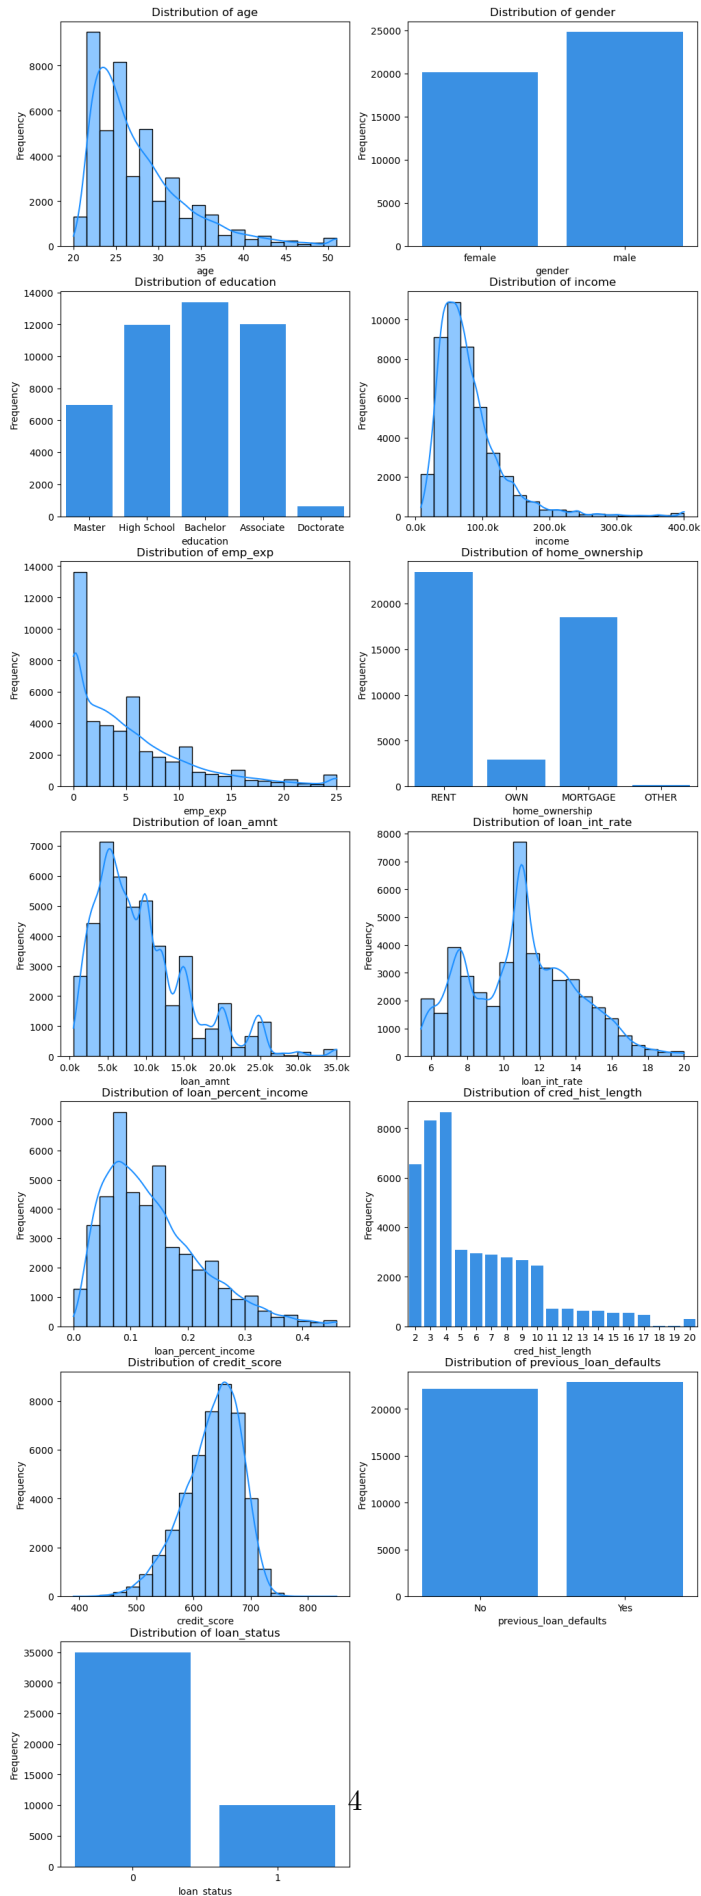 Distribution of age
Frequency
8000
6000
4000
2000
0
20 25 30 35 40 45 50
age
Distribution of gender
Frequency
25000
20000
15000
10000
5000
0
female male
gender
Distribution of education
Frequency
14000
12000
10000
8000
6000
4000
2000
0
Master High School Bachelor Associate Doctorate
education
Distribution of income
Frequency
10000
8000
6000
4000
2000
0
0.0k 100.0k 200.0k 300.0k 400.0k
income
Distribution of emp_exp
Frequency
14000
12000
10000
8000
6000
4000
2000
0
0 5 10 15 20 25
emp_exp
Distribution of home_ownership
Frequency
20000
15000
10000
5000
0
RENT OWN MORTGAGE OTHER
home_ownership
Distribution of loan_amnt
Frequency
7000
6000
5000
4000
3000
2000
1000
0
0.0k 5.0k 10.0k 15.0k 20.0k 25.0k 30.0k 35.0k
loan_amnt
Distribution of loan_int_rate
Frequency
8000
7000
6000
5000
4000
3000
2000
1000
0
6 8 10 12 14 16 18 20
loan_int_rate
Distribution of loan_percent_income
Frequency
7000
6000
5000
4000
3000
2000
1000
0
0.0 0.1 0.2 0.3 0.4
loan_percent_income
Distribution of cred_hist_length
Frequency
8000
6000
4000
2000
0
2 3 4 5 6 7 8 9 10 11 12 13 14 15 16 17 18 19 20
cred_hist_length
Distribution of credit_score
Frequency
8000
6000
4000
2000
0
400 500 600 700 800
credit_score
Distribution of previous_loan_defaults
Frequency
20000
15000
10000
5000
0
No Yes
previous_loan_defaults
Distribution of loan_status
Frequency
35000
30000
25000
20000
15000
10000
5000
0
0 1
loan_status
4